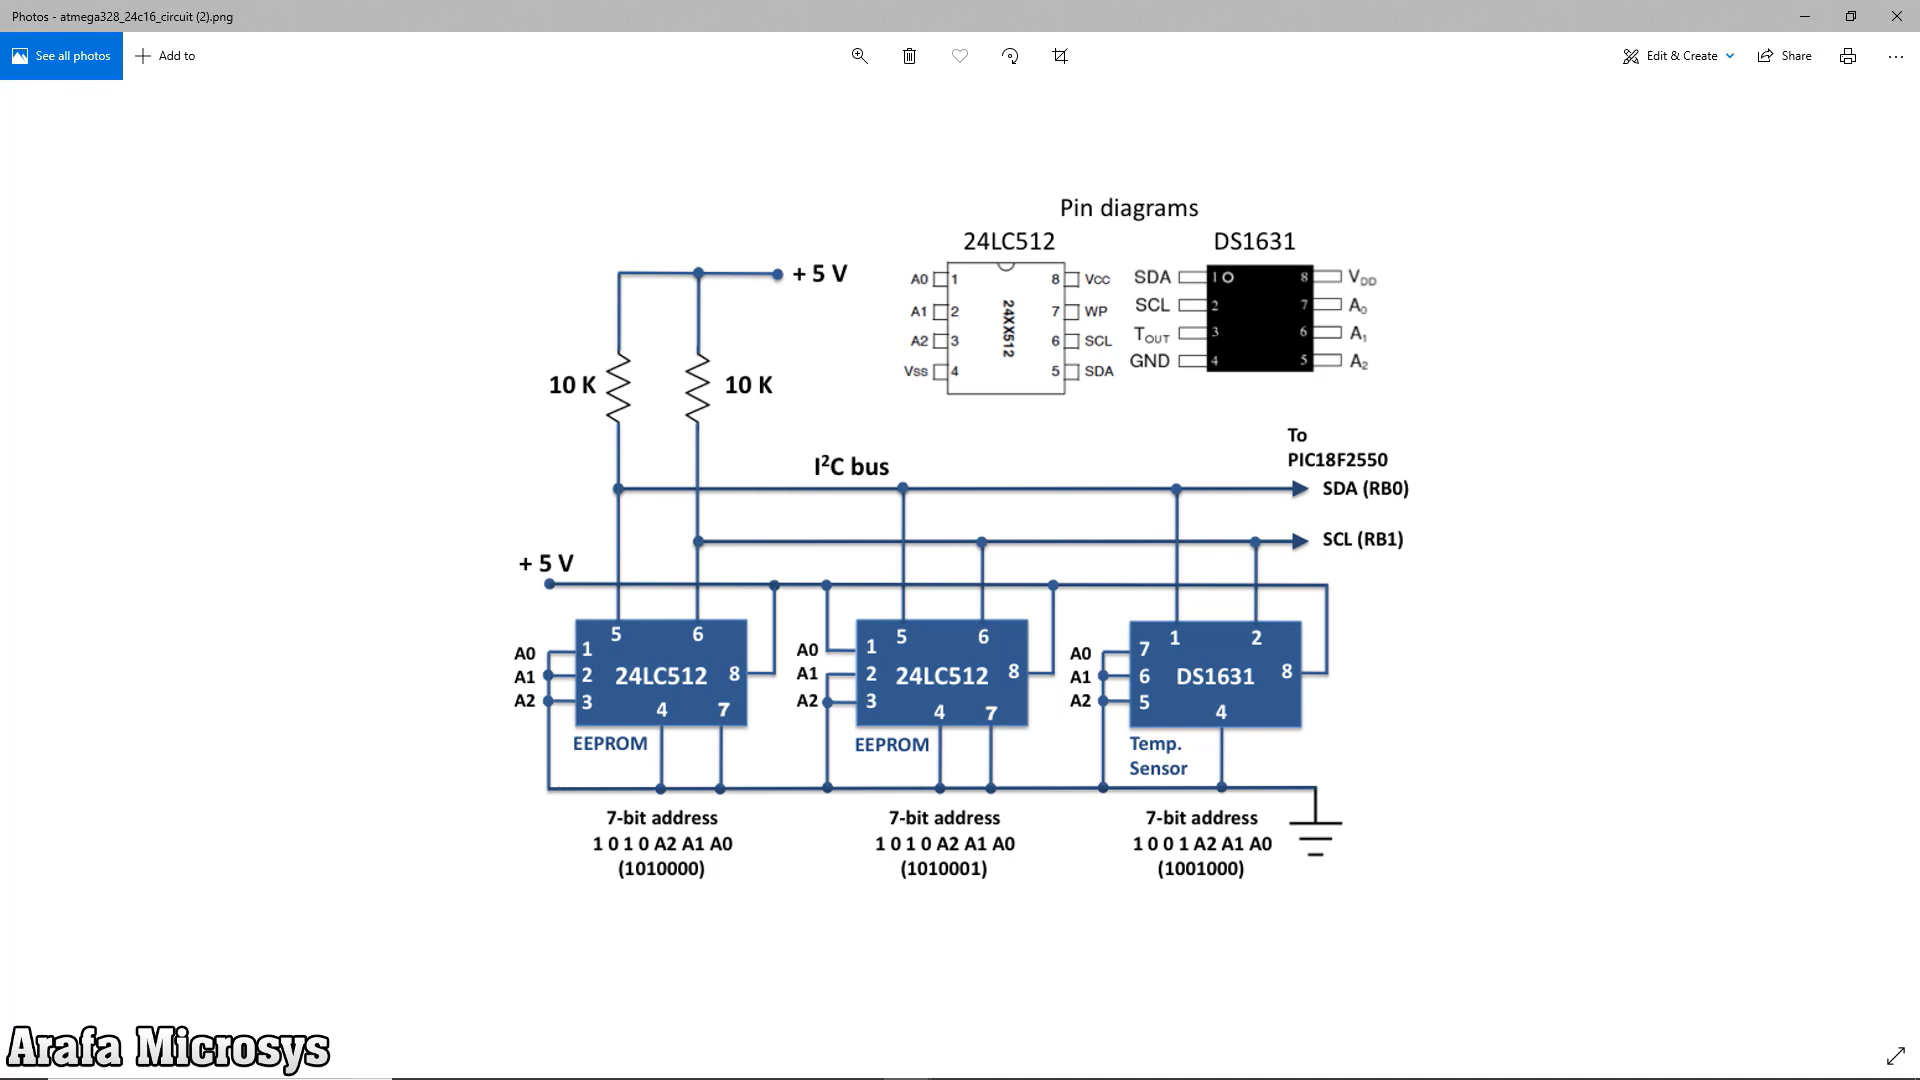 Photos - atmega328_24c16_circuit (2).png
See all photos
Add to
Edit & Create
Share
Pin diagrams
24LC512
DS1631
A0 1
A1 2
A2 3
Vss 4
24XX512
8 Vcc
7 WP
6 SCL
5 SDA
SDA 1
SCL 2
TOUT 3
GND 4
8 VDD
7 A0
6 A1
5 A2
+ 5 V
10 K
10 K
To
PIC18F2550
I²C bus
SDA (RB0)
SCL (RB1)
+ 5 V
5 6
A0 1
A1 2
A2 3
24LC512
8
4 7
EEPROM
5 6
A0 1
A1 2
A2 3
24LC512
8
4 7
EEPROM
1 2
A0 7
A1 6
A2 5
DS1631
8
4
Temp.
Sensor
7-bit address
1 0 1 0 A2 A1 A0
(1010000)
7-bit address
1 0 1 0 A2 A1 A0
(1010001)
7-bit address
1 0 0 1 A2 A1 A0
(1001000)
Arafa Microsys